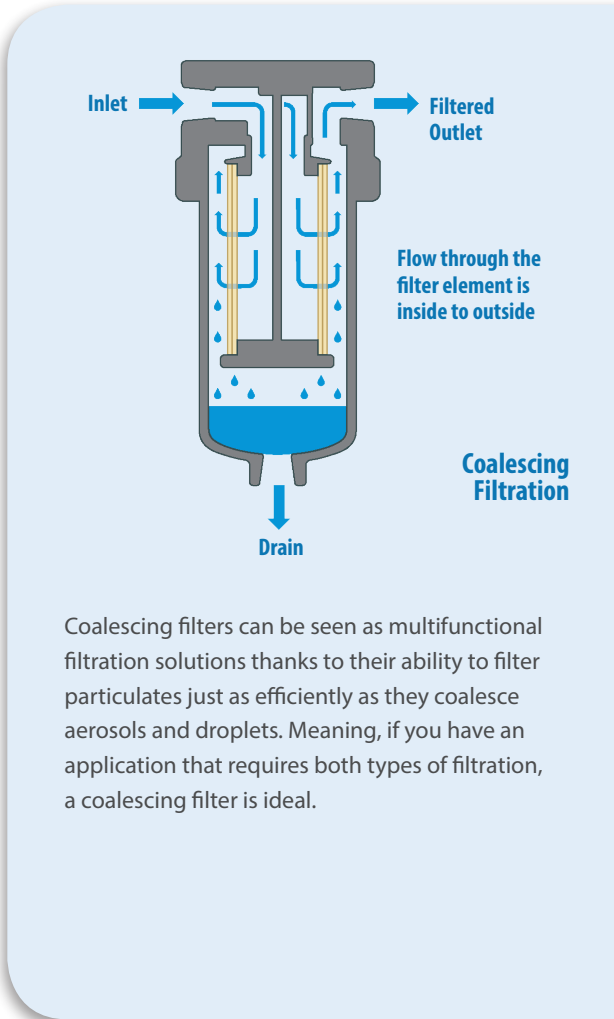 Inlet
Filtered
Outlet
Flow through the
filter element is
inside to outside
Coalescing
Filtration
Drain
Coalescing filters can be seen as multifunctional
filtration solutions thanks to their ability to filter
particulates just as efficiently as they coalesce
aerosols and droplets. Meaning, if you have an
application that requires both types of filtration,
a coalescing filter is ideal.